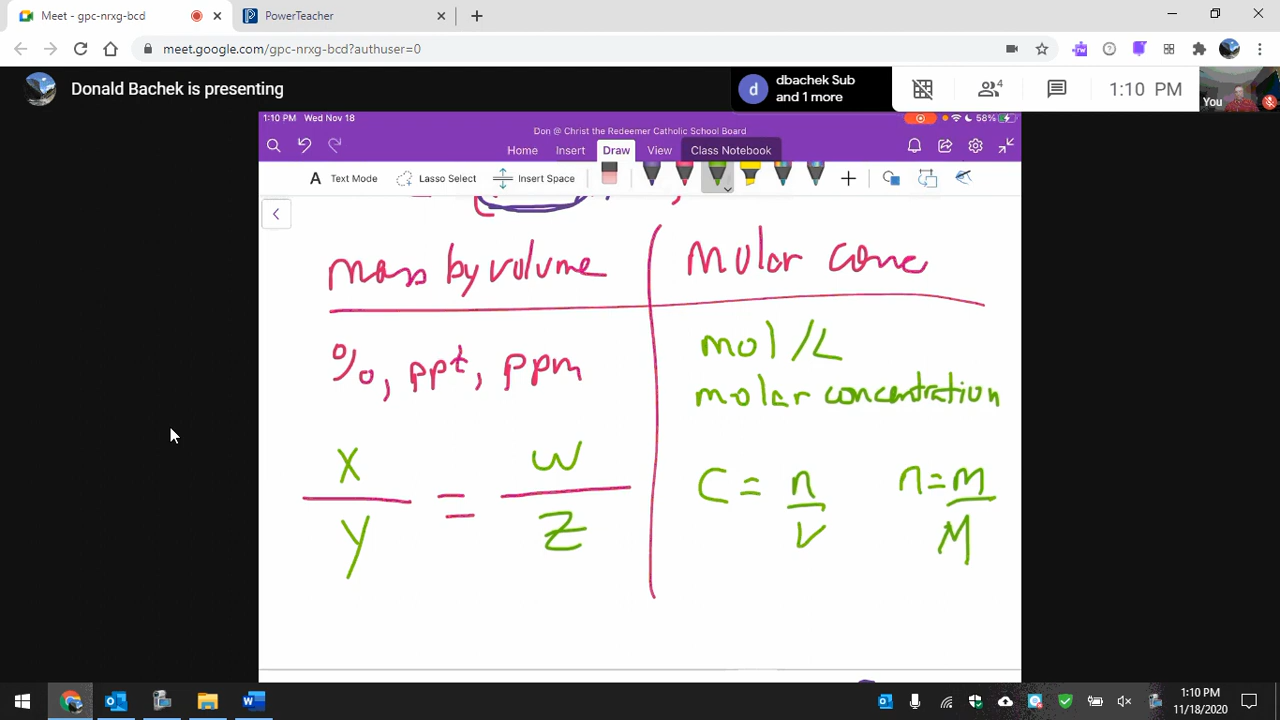 Meet - gpc-nrxg-bcd
PowerTeacher
meet.google.com/gpc-nrxg-bcd?authuser=0
Donald Bachek is presenting
d
dbachek Sub
and 1 more
4
1:10 PM
You
1:10 PM Wed Nov 18
58%
Don @ Christ the Redeemer Catholic School Board
Home Insert Draw View Class Notebook
A Text Mode Lasso Select Insert Space
mass by volume
molar conc
%, ppt, ppm
mol/L
molar concentration
x/y = w/z
C = n/V n = m/M
1:10 PM
11/18/2020